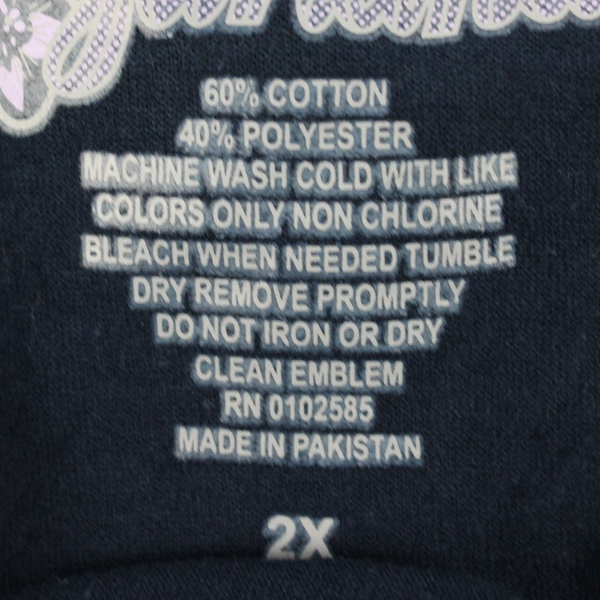 60% COTTON
40% POLYESTER
MACHINE WASH COLD WITH LIKE
COLORS ONLY NON CHLORINE
BLEACH WHEN NEEDED TUMBLE
DRY REMOVE PROMPTLY
DO NOT IRON OR DRY
CLEAN EMBLEM
RN 0102585
MADE IN PAKISTAN
2X